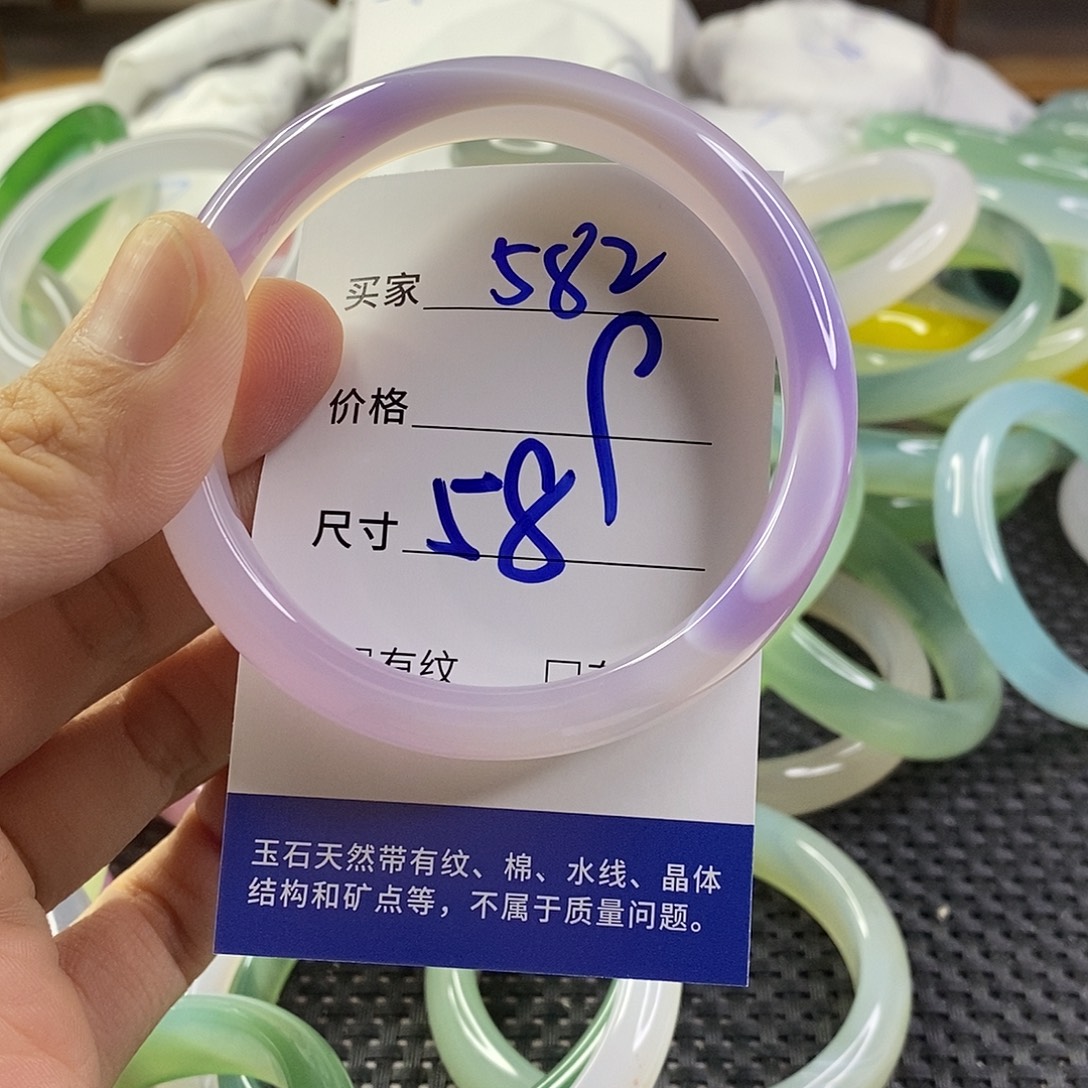 买家 582
价格
尺寸 58
有纹
玉石天然带有纹、棉、水线、晶体
结构和矿点等，不属于质量问题。